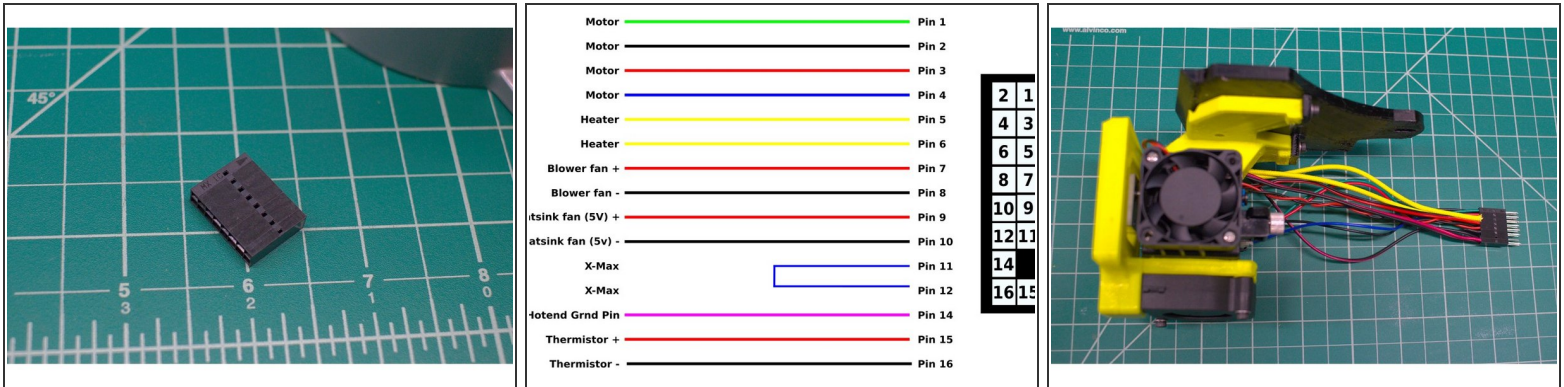 45°
5 6 7 8
3 2 1 0
Motor Pin 1
Motor Pin 2
Motor Pin 3
Motor Pin 4
Heater Pin 5
Heater Pin 6
Blower fan + Pin 7
Blower fan - Pin 8
atsink fan (5V) + Pin 9
atsink fan (5v) - Pin 10
X-Max Pin 11
X-Max Pin 12
Hotend Grnd Pin Pin 14
Thermistor + Pin 15
Thermistor - Pin 16
2 1
4 3
6 5
8 7
10 9
12 11
14
16 15
www.alvinco.com